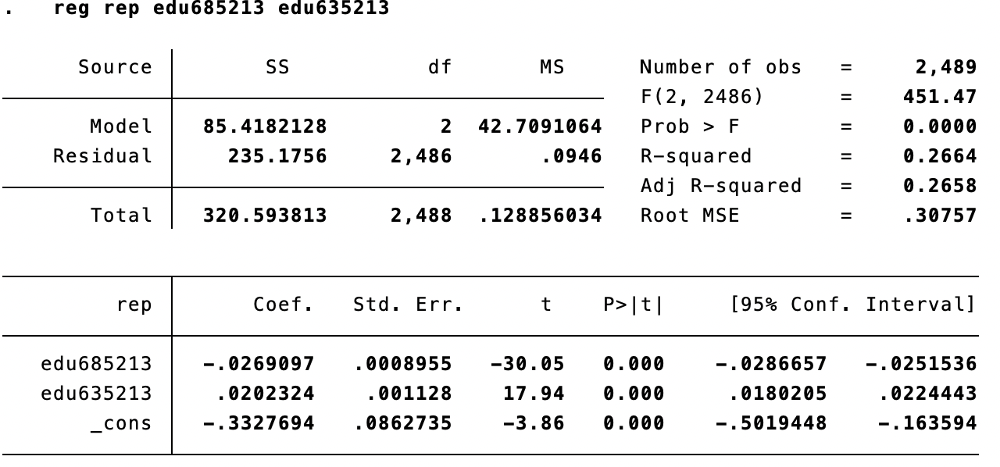 . reg rep edu685213 edu635213
Source SS df MS Number of obs = 2,489
F(2, 2486) = 451.47
Model 85.4182128 2 42.7091064 Prob > F = 0.0000
Residual 235.1756 2,486 .0946 R-squared = 0.2664
Adj R-squared = 0.2658
Total 320.593813 2,488 .128856034 Root MSE = .30757
rep Coef. Std. Err. t P>|t| [95% Conf. Interval]
edu685213 -.0269097 .0008955 -30.05 0.000 -.0286657 -.0251536
edu635213 .0202324 .001128 17.94 0.000 .0180205 .0224443
_cons -.3327694 .0862735 -3.86 0.000 -.5019448 -.163594